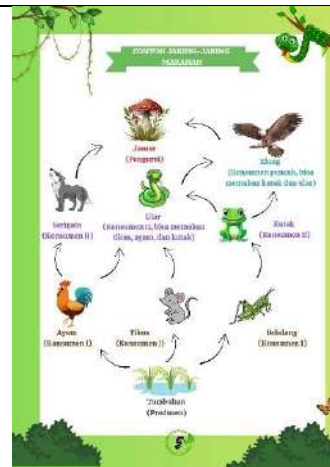 CONTOH JARING-JARING
MAKANAN
Jamur
(Pengurai)
Elang
(Konsumen puncak, bisa
memakan katak dan ular)
Serigala
(Konsumen II)
Ular
(Konsumen II, bisa memakan
tikus, ayam, dan katak)
Katak
(Konsumen II)
Ayam
(Konsumen I)
Tikus
(Konsumen I)
Belalang
(Konsumen I)
Tumbuhan
(Produsen)
5